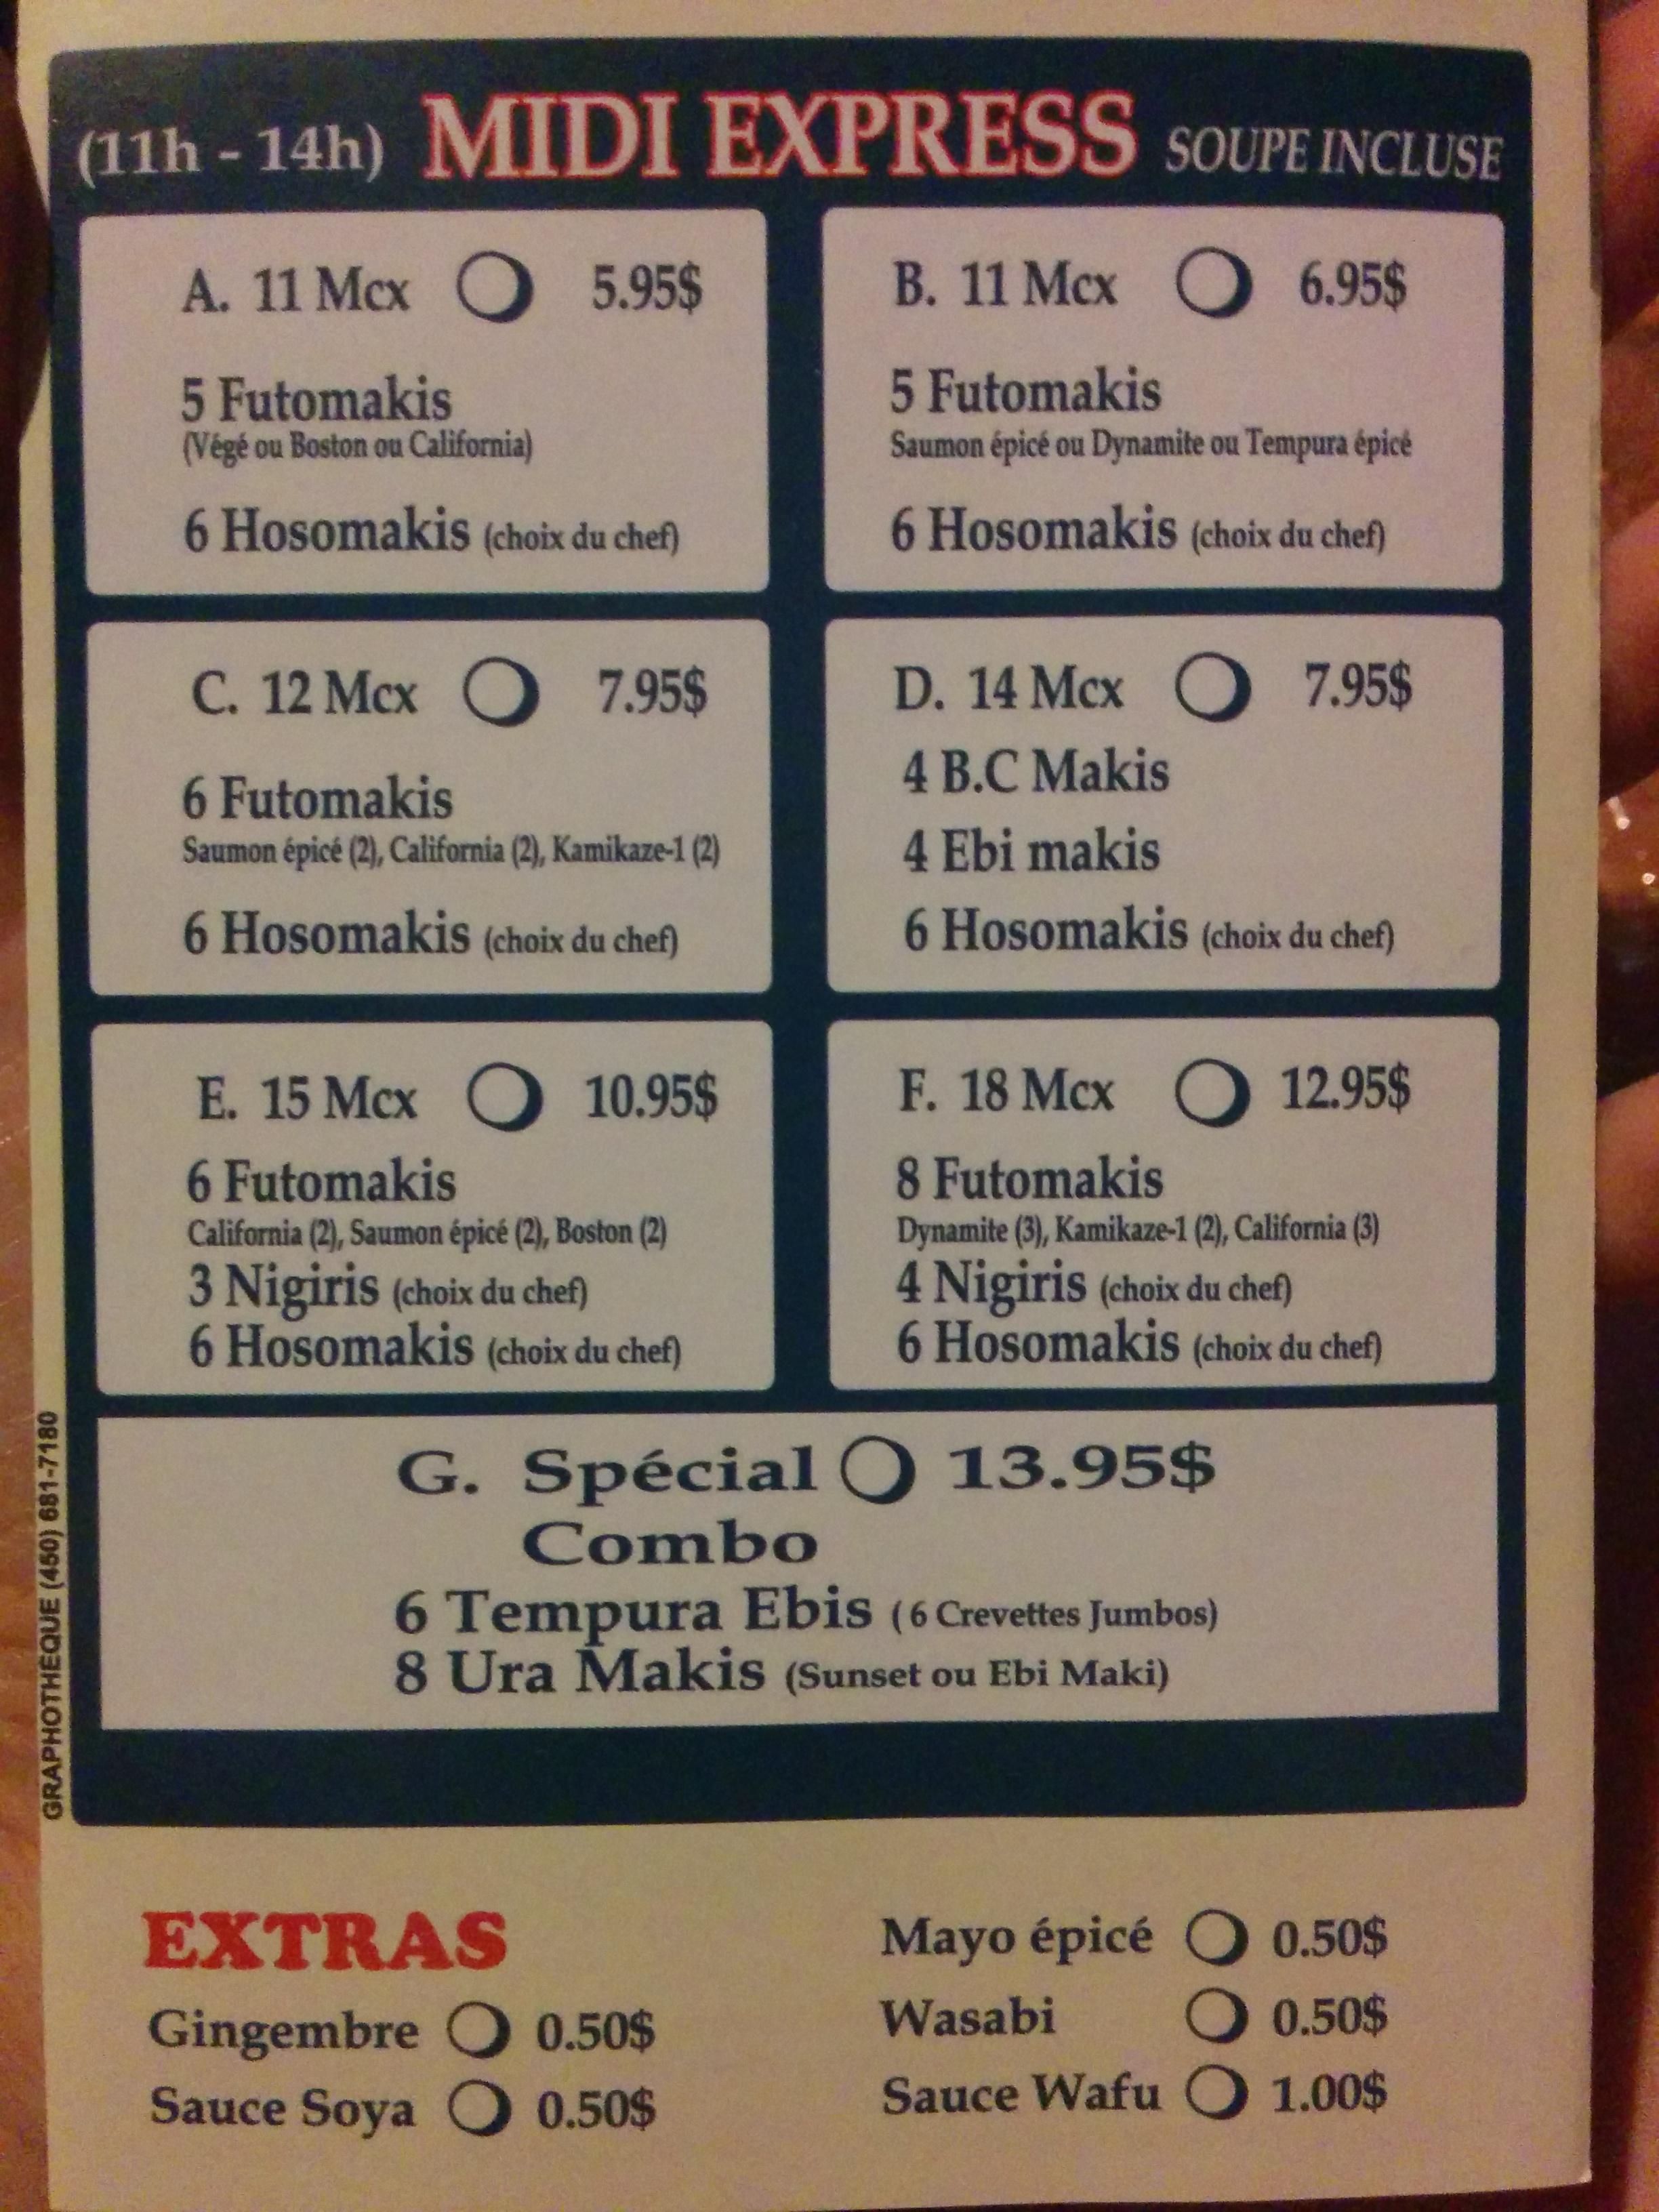 (11h - 14h) MIDI EXPRESS SOUPE INCLUSE
A. 11 Mcx 5.95$
5 Futomakis
(Végé ou Boston ou California)
6 Hosomakis (choix du chef)
B. 11 Mcx 6.95$
5 Futomakis
Saumon épicé ou Dynamite ou Tempura épicé
6 Hosomakis (choix du chef)
C. 12 Mcx 7.95$
6 Futomakis
Saumon épicé (2), California (2), Kamikaze-1 (2)
6 Hosomakis (choix du chef)
D. 14 Mcx 7.95$
4 B.C Makis
4 Ebi makis
6 Hosomakis (choix du chef)
E. 15 Mcx 10.95$
6 Futomakis
California (2), Saumon épicé (2), Boston (2)
3 Nigiris (choix du chef)
6 Hosomakis (choix du chef)
F. 18 Mcx 12.95$
8 Futomakis
Dynamite (3), Kamikaze-1 (2), California (3)
4 Nigiris (choix du chef)
6 Hosomakis (choix du chef)
G. Spécial 13.95$
Combo
6 Tempura Ebis ( 6 Crevettes Jumbos)
8 Ura Makis (Sunset ou Ebi Maki)
GRAPHOTHÈQUE (450) 681-7180
EXTRAS
Gingembre 0.50$
Sauce Soya 0.50$
Mayo épicé 0.50$
Wasabi 0.50$
Sauce Wafu 1.00$